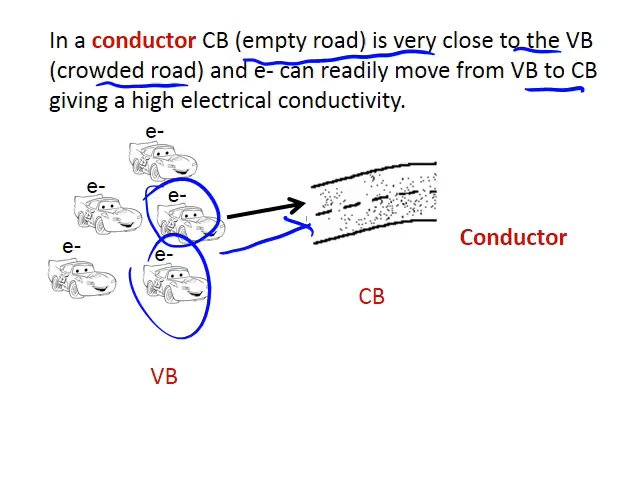 In a conductor CB (empty road) is very close to the VB
(crowded road) and e- can readily move from VB to CB
giving a high electrical conductivity.
e-
e-
e-
e-
e-
Conductor
CB
VB